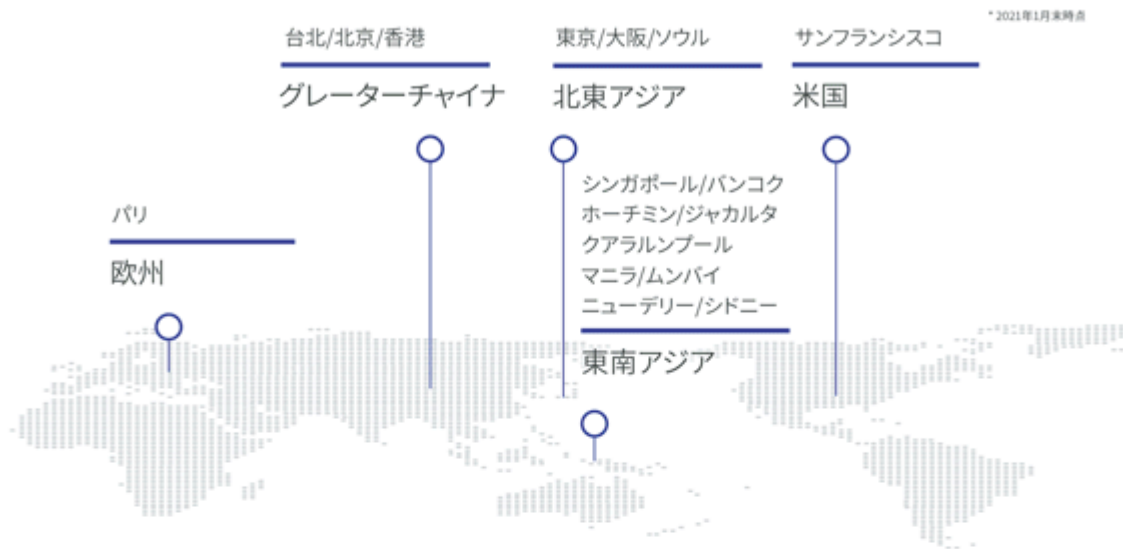 * 2021年1月末時点
台北/北京/香港
グレーターチャイナ
東京/大阪/ソウル
北東アジア
サンフランシスコ
米国
パリ
欧州
シンガポール/バンコク
ホーチミン/ジャカルタ
クアラルンプール
マニラ/ムンバイ
ニューデリー/シドニー
東南アジア